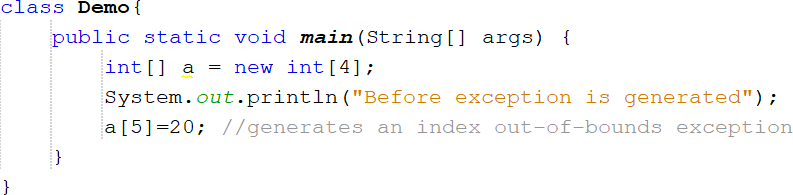 class Demo{
public static void main(String[] args) {
int[] a = new int[4];
System.out.println("Before exception is generated");
a[5]=20; //generates an index out-of-bounds exception
}
}